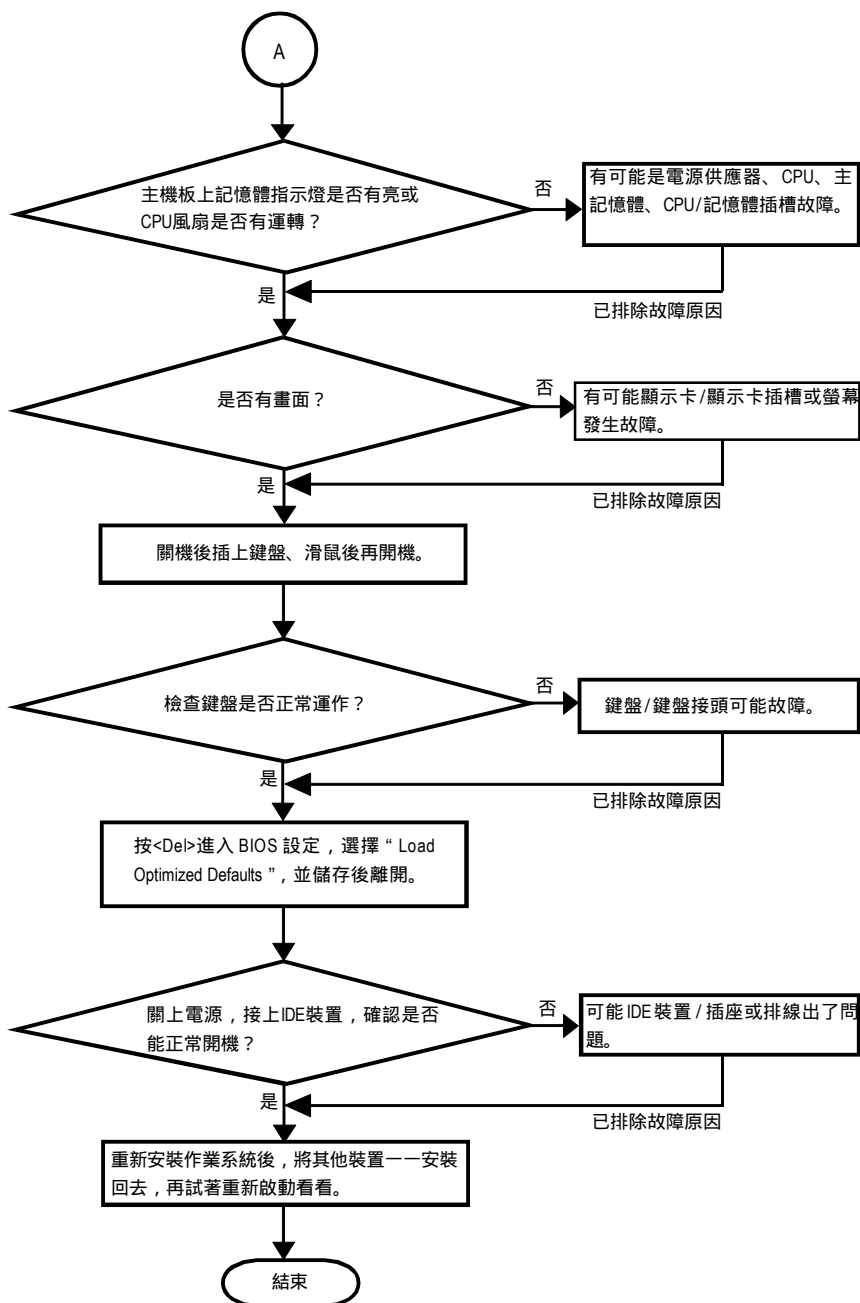 A
主機板上記憶體指示燈是否有亮或
CPU風扇是否有運轉？
否
有可能是電源供應器、CPU、主
記憶體、CPU/記憶體插槽故障。
是
已排除故障原因
是否有畫面？
否
有可能顯示卡/顯示卡插槽或螢幕
發生故障。
是
已排除故障原因
關機後插上鍵盤、滑鼠後再開機。
檢查鍵盤是否正常運作？
否
鍵盤/鍵盤接頭可能故障。
是
已排除故障原因
按<Del>進入 BIOS 設定，選擇 “ Load
Optimized Defaults ”，並儲存後離開。
關上電源，接上IDE裝置，確認是否
能正常開機？
否
可能 IDE 裝置 / 插座或排線出了問
題。
是
已排除故障原因
重新安裝作業系統後，將其他裝置一一安裝
回去，再試著重新啟動看看。
結束